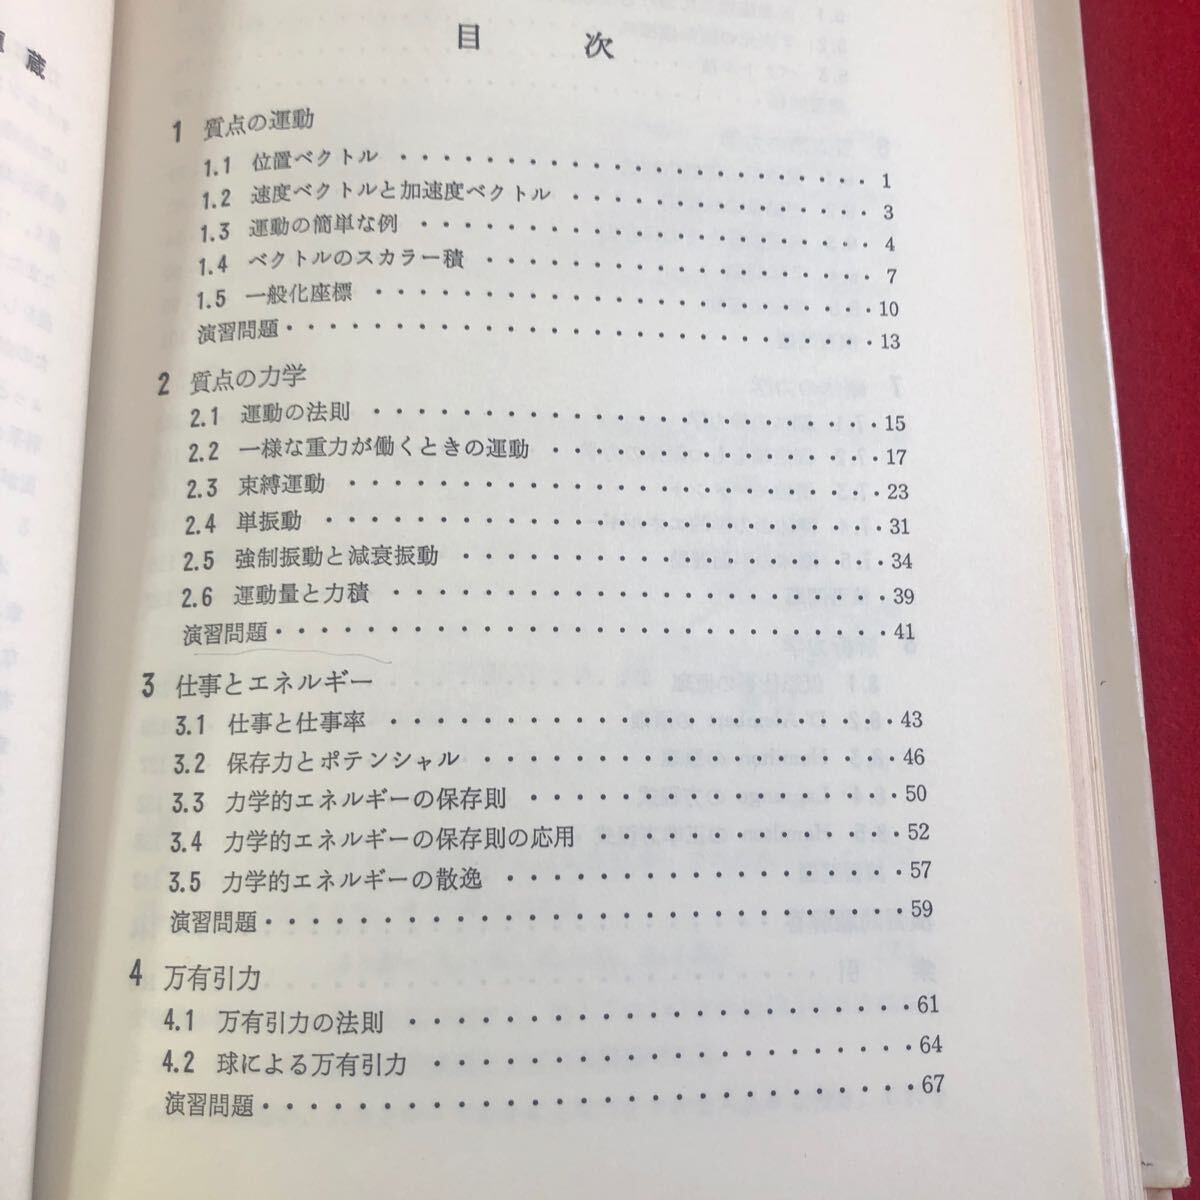 蔵
目次
1 質点の運動
1.1 位置ベクトル ・・・・・・・・・・・・・・・・・・・・ 1
1.2 速度ベクトルと加速度ベクトル ・・・・・・・・・・・・ 3
1.3 運動の簡単な例 ・・・・・・・・・・・・・・・・・・・ 4
1.4 ベクトルのスカラー積 ・・・・・・・・・・・・・・・・ 7
1.5 一般化座標 ・・・・・・・・・・・・・・・・・・・・・10
演習問題・・・・・・・・・・・・・・・・・・・・・・・・・13
2 質点の力学
2.1 運動の法則 ・・・・・・・・・・・・・・・・・・・・・15
2.2 一様な重力が働くときの運動 ・・・・・・・・・・・・・17
2.3 束縛運動 ・・・・・・・・・・・・・・・・・・・・・・23
2.4 単振動 ・・・・・・・・・・・・・・・・・・・・・・・31
2.5 強制振動と減衰振動 ・・・・・・・・・・・・・・・・・34
2.6 運動量と力積 ・・・・・・・・・・・・・・・・・・・・39
演習問題・・・・・・・・・・・・・・・・・・・・・・・・・41
3 仕事とエネルギー
3.1 仕事と仕事率 ・・・・・・・・・・・・・・・・・・・・43
3.2 保存力とポテンシャル ・・・・・・・・・・・・・・・・46
3.3 力学的エネルギーの保存則 ・・・・・・・・・・・・・・50
3.4 力学的エネルギーの保存則の応用 ・・・・・・・・・・・52
3.5 力学的エネルギーの散逸 ・・・・・・・・・・・・・・・57
演習問題・・・・・・・・・・・・・・・・・・・・・・・・・59
4 万有引力
4.1 万有引力の法則 ・・・・・・・・・・・・・・・・・・・61
4.2 球による万有引力 ・・・・・・・・・・・・・・・・・・64
演習問題・・・・・・・・・・・・・・・・・・・・・・・・・67